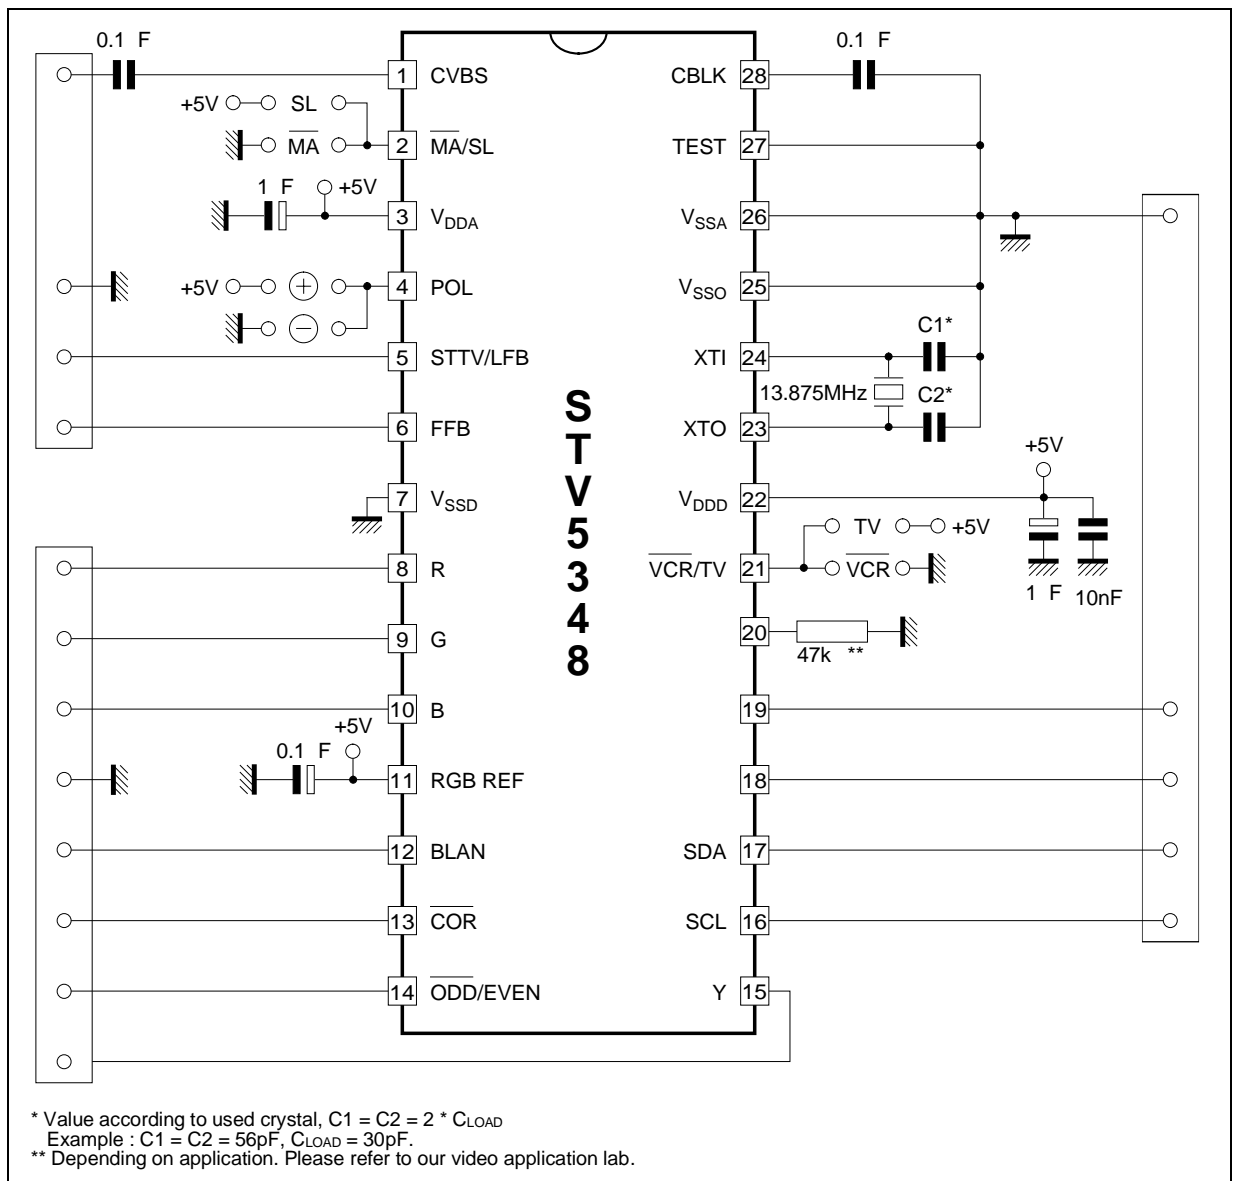 0.1 F
0.1 F
1 CVBS
CBLK 28
+5V SL
MA
2 MA/SL
TEST 27
1 F +5V
3 VDDA
VSSA 26
+5V +
4 POL
VSSO 25
−
C1*
5 STTV/LFB
XTI 24
13.875MHz
C2*
6 FFB
XTO 23
+5V
7 VSSD
VDDD 22
TV +5V
8 R
VCR/TV 21
VCR
1 F 10nF
9 G
20
47k **
10 B
19
+5V
0.1 F
11 RGB REF
18
12 BLAN
SDA 17
13 COR
SCL 16
14 ODD/EVEN
Y 15
STV5348
* Value according to used crystal, C1 = C2 = 2 * CLOAD
Example : C1 = C2 = 56pF, CLOAD = 30pF.
** Depending on application. Please refer to our video application lab.